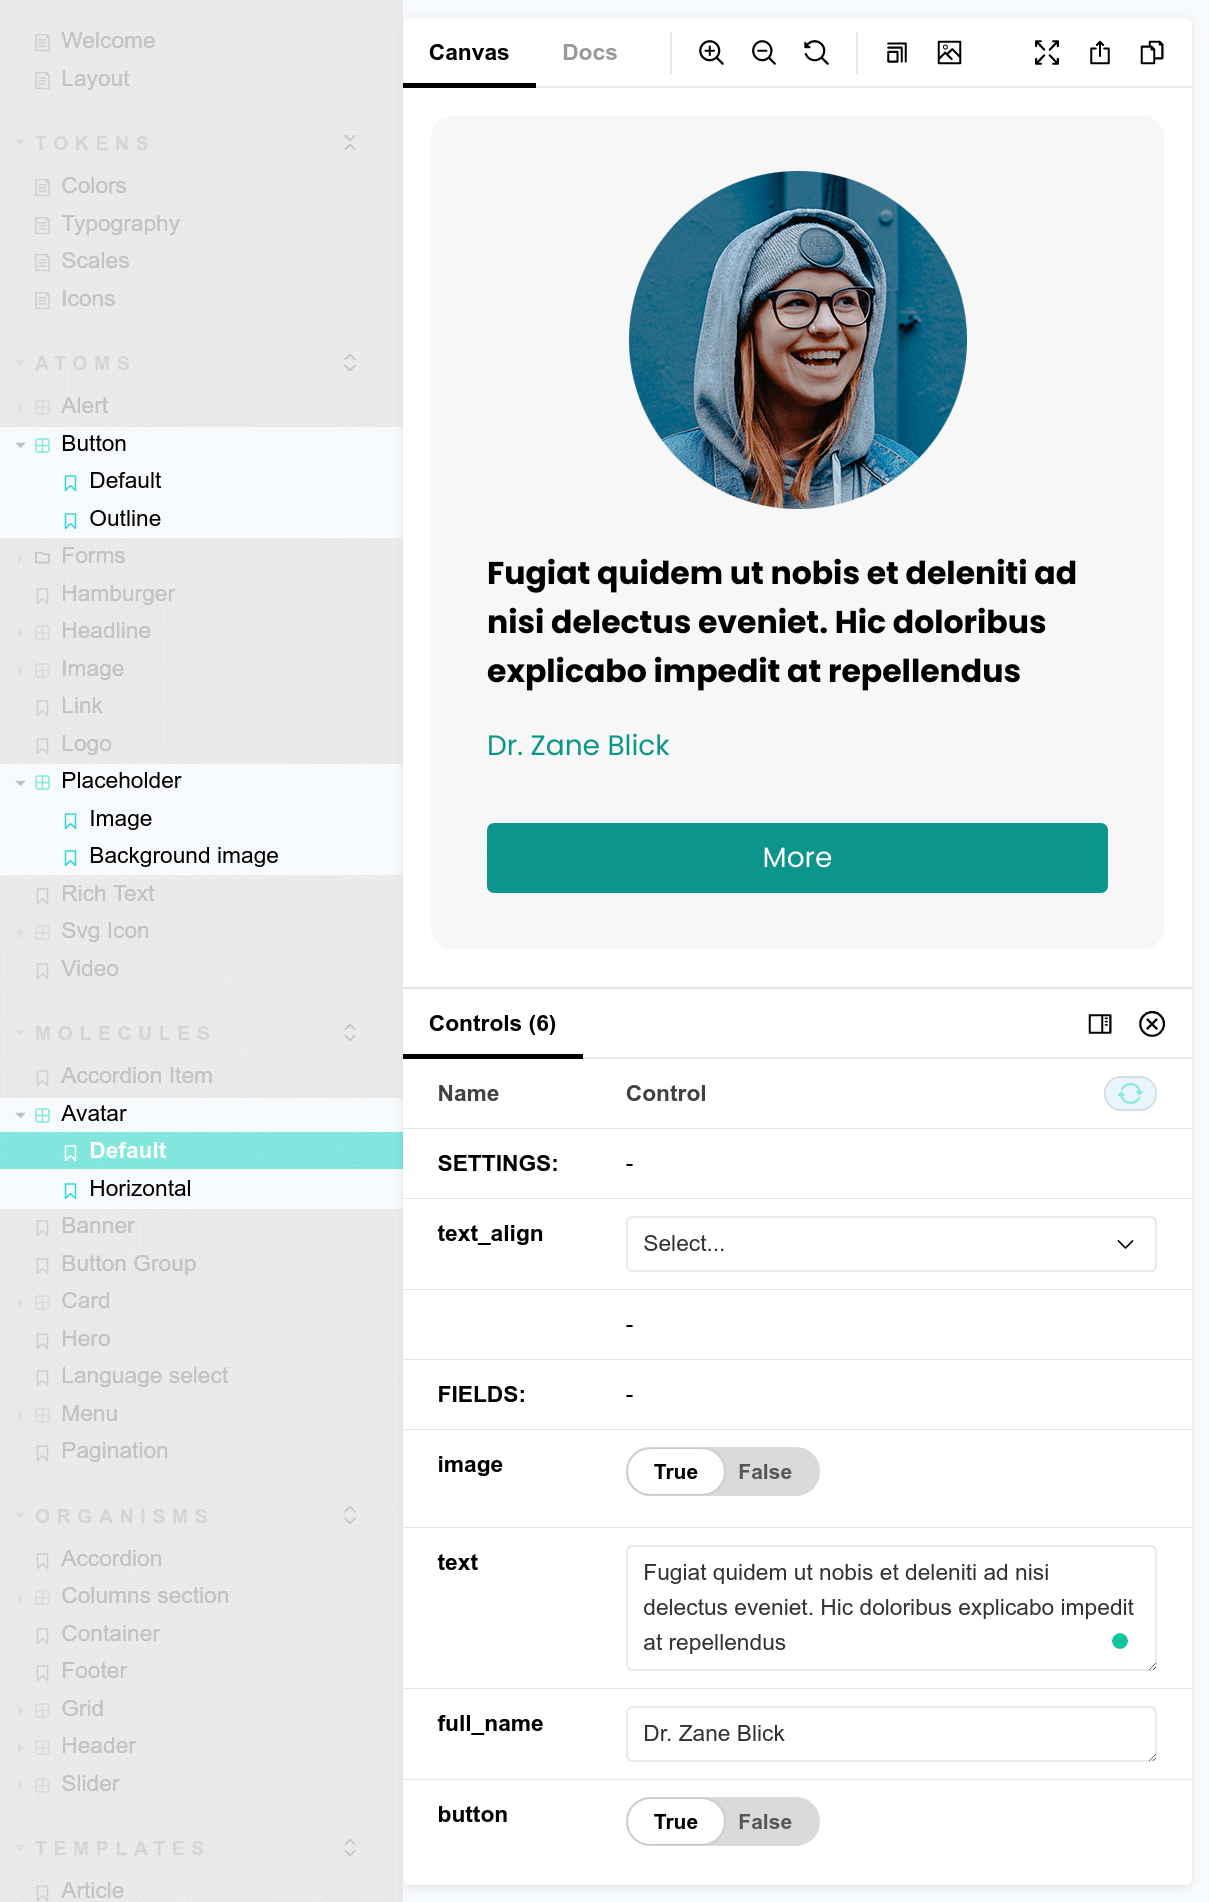 Welcome
Layout
TOKENS
Colors
Typography
Scales
Icons
ATOMS
Alert
Button
Default
Outline
Forms
Hamburger
Headline
Image
Link
Logo
Placeholder
Image
Background image
Rich Text
Svg Icon
Video
MOLECULES
Accordion Item
Avatar
Default
Horizontal
Banner
Button Group
Card
Hero
Language select
Menu
Pagination
ORGANISMS
Accordion
Columns section
Container
Footer
Grid
Header
Slider
TEMPLATES
Article
Canvas Docs
Fugiat quidem ut nobis et deleniti ad
nisi delectus eveniet. Hic doloribus
explicabo impedit at repellendus
Dr. Zane Blick
More
Controls (6)
Name Control
SETTINGS: -
text_align Select...
-
FIELDS: -
image True False
text Fugiat quidem ut nobis et deleniti ad nisi
delectus eveniet. Hic doloribus explicabo impedit
at repellendus
full_name Dr. Zane Blick
button True False